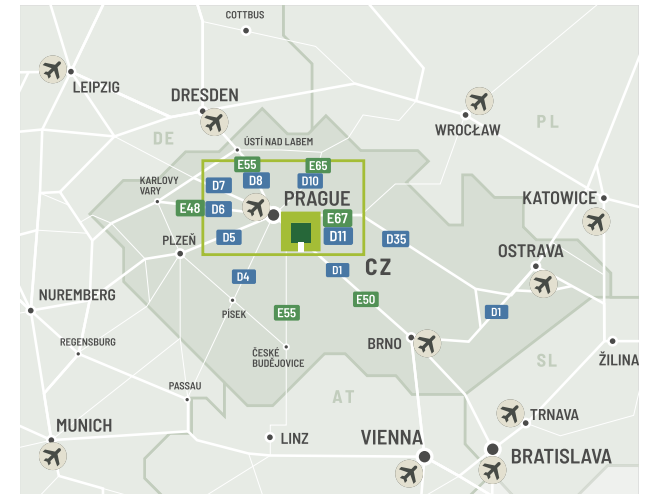 COTTBUS
LEIPZIG
DRESDEN
WROCŁAW
PL
DE
ÚSTÍ NAD LABEM
E55
E65
KARLOVY
VARY
D7
D8
D10
KATOWICE
E48
D6
PRAGUE
E67
PLZEŇ
D5
D11
D35
OSTRAVA
D4
D1
CZ
NUREMBERG
E50
PÍSEK
E55
D1
REGENSBURG
ČESKÉ
BUDĚJOVICE
BRNO
SL
ŽILINA
PASSAU
AT
MUNICH
LINZ
VIENNA
TRNAVA
BRATISLAVA